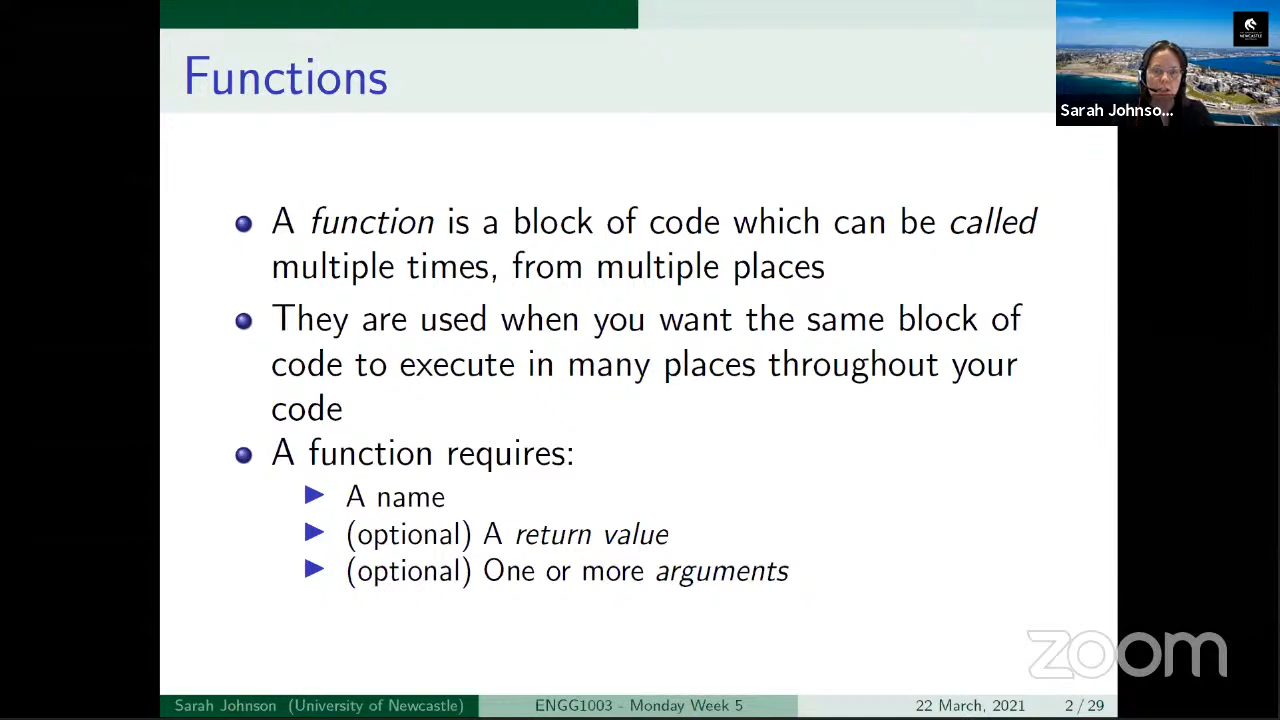 Functions
A function is a block of code which can be called
multiple times, from multiple places
They are used when you want the same block of
code to execute in many places throughout your
code
A function requires:
A name
(optional) A return value
(optional) One or more arguments
Sarah Johnson (University of Newcastle)
ENGG1003 - Monday Week 5
22 March, 2021
2 / 29
Sarah Johnso...
NEWCASTLE
zoom